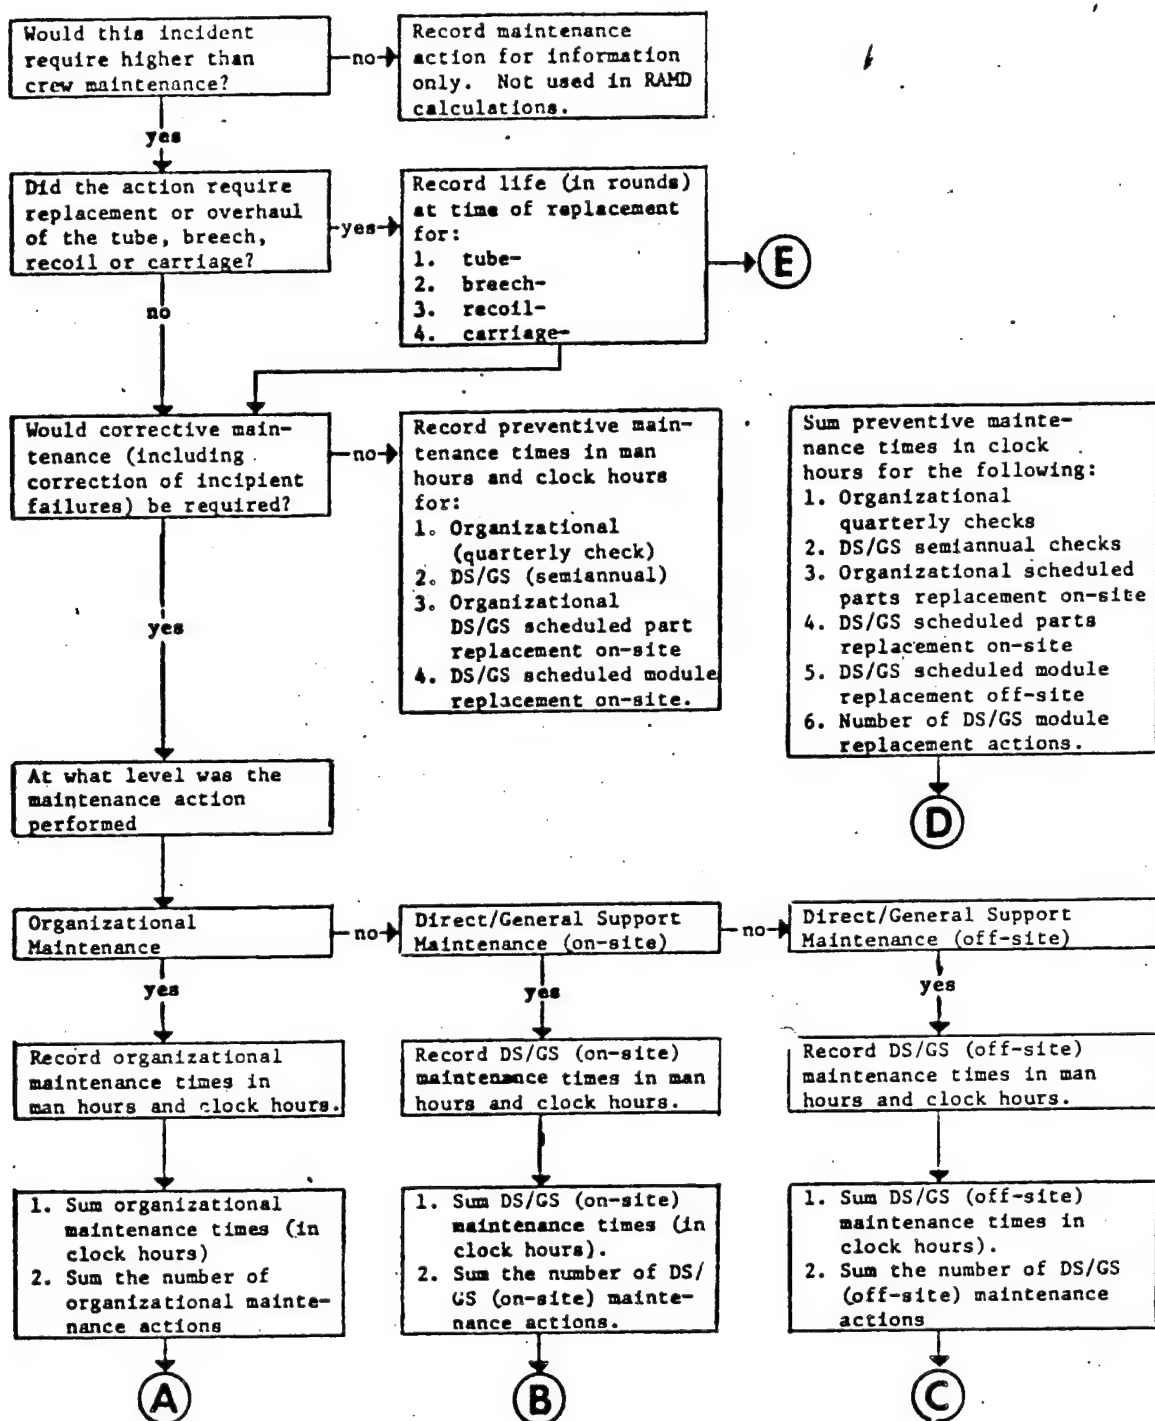 Would this incident
require higher than
crew maintenance?
no
Record maintenance
action for information
only. Not used in RAMD
calculations.
yes
Did the action require
replacement or overhaul
of the tube, breech,
recoil or carriage?
yes
Record life (in rounds)
at time of replacement
for:
1. tube-
2. breech-
3. recoil-
4. carriage-
E
no
Would corrective main-
tenance (including
correction of incipient
failures) be required?
no
Record preventive main-
tenance times in man
hours and clock hours
for:
1. Organizational
(quarterly check)
2. DS/GS (semiannual)
3. Organizational
DS/GS scheduled part
replacement on-site
4. DS/GS scheduled module
replacement on-site.
Sum preventive mainte-
nance times in clock
hours for the following:
1. Organizational
quarterly checks
2. DS/GS semiannual checks
3. Organizational scheduled
parts replacement on-site
4. DS/GS scheduled parts
replacement on-site
5. DS/GS scheduled module
replacement off-site
6. Number of DS/GS module
replacement actions.
D
yes
At what level was the
maintenance action
performed
Organizational
Maintenance
no
Direct/General Support
Maintenance (on-site)
no
Direct/General Support
Maintenance (off-site)
yes
yes
yes
Record organizational
maintenance times in
man hours and clock hours.
Record DS/GS (on-site)
maintenance times in man
hours and clock hours.
Record DS/GS (off-site)
maintenance times in man
hours and clock hours.
1. Sum organizational
maintenance times (in
clock hours)
2. Sum the number of
organizational mainte-
nance actions
1. Sum DS/GS (on-site)
maintenance times (in
clock hours).
2. Sum the number of DS/
GS (on-site) mainte-
nance actions.
1. Sum DS/GS (off-site)
maintenance times in
clock hours).
2. Sum the number of DS/GS
(off-site) maintenance
actions
A
B
C